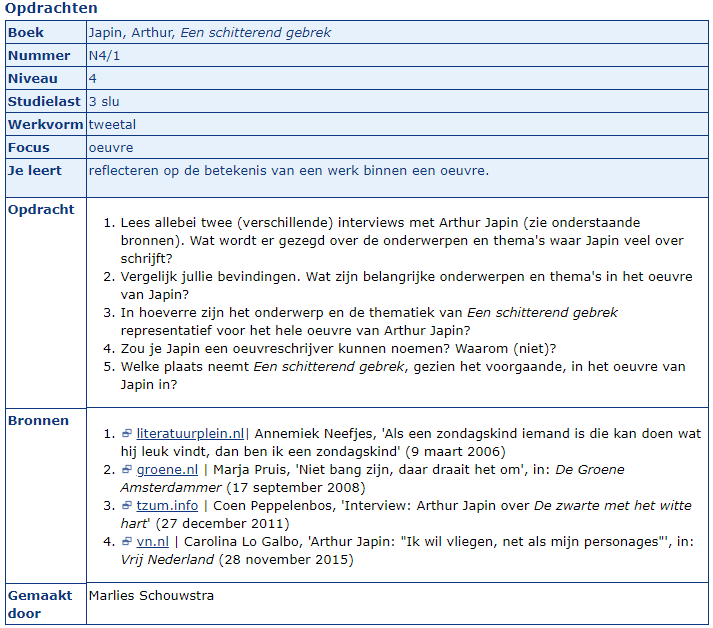 Opdrachten
Boek Japin, Arthur, Een schitterend gebrek
Nummer N4/1
Niveau 4
Studielast 3 slu
Werkvorm tweetal
Focus oeuvre
Je leert reflecteren op de betekenis van een werk binnen een oeuvre.
Opdracht
1. Lees allebei twee (verschillende) interviews met Arthur Japin (zie onderstaande
bronnen). Wat wordt er gezegd over de onderwerpen en thema's waar Japin veel over
schrijft?
2. Vergelijk jullie bevindingen. Wat zijn belangrijke onderwerpen en thema's in het oeuvre
van Japin?
3. In hoeverre zijn het onderwerp en de thematiek van Een schitterend gebrek
representatief voor het hele oeuvre van Arthur Japin?
4. Zou je Japin een oeuvreschrijver kunnen noemen? Waarom (niet)?
5. Welke plaats neemt Een schitterend gebrek, gezien het voorgaande, in het oeuvre van
Japin in?
Bronnen
1. literatuurplein.nl| Annemiek Neefjes, 'Als een zondagskind iemand is die kan doen wat
hij leuk vindt, dan ben ik een zondagskind' (9 maart 2006)
2. groene.nl | Marja Pruis, 'Niet bang zijn, daar draait het om', in: De Groene
Amsterdammer (17 september 2008)
3. tzum.info | Coen Peppelenbos, 'Interview: Arthur Japin over De zwarte met het witte
hart' (27 december 2011)
4. vn.nl | Carolina Lo Galbo, 'Arthur Japin: "Ik wil vliegen, net als mijn personages"', in:
Vrij Nederland (28 november 2015)
Gemaakt door Marlies Schouwstra